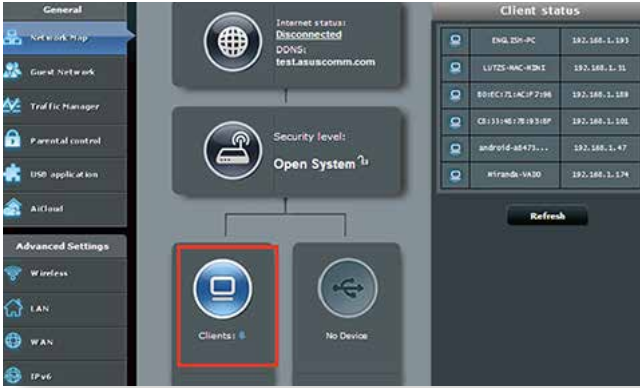 General
Network Map
Guest Network
Traffic Manager
Parental control
USB application
AiCloud
Advanced Settings
Wireless
LAN
WAN
IPv6
Internet status:
Disconnected
DDNS:
test.asuscomm.com
Security level:
Open System
Clients:
No Device
Client status
ENGLISH-PC 192.168.1.193
LUTZS-MAC-MINI 192.168.1.31
192.168.1.189
192.168.1.101
192.168.1.47
Miranda-VAIO 192.168.1.174
Refresh